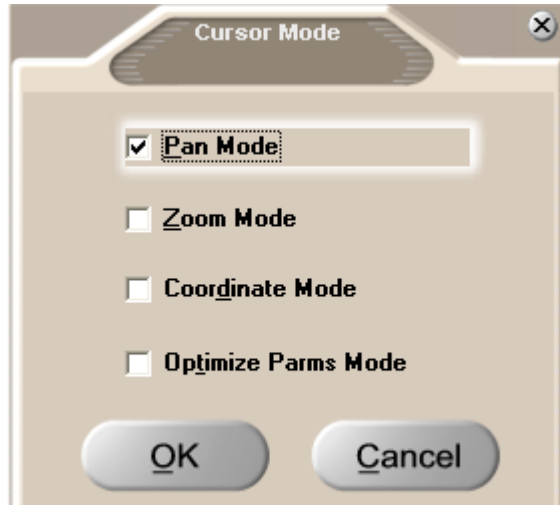 Cursor Mode
Pan Mode
Zoom Mode
Coordinate Mode
Optimize Parms Mode
OK Cancel